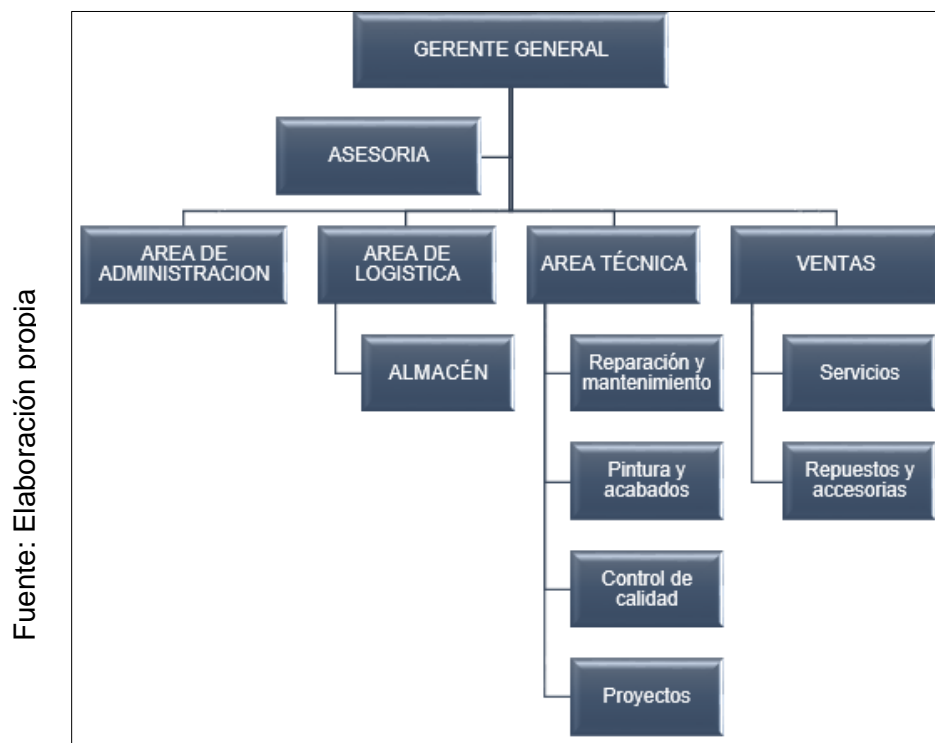 GERENTE GENERAL
ASESORIA
AREA DE
ADMINISTRACION
AREA DE
LOGISTICA
AREA TÉCNICA
VENTAS
ALMACÉN
Reparación y
mantenimiento
Servicios
Pintura y
acabados
Repuestos y
accesorias
Control de
calidad
Proyectos
Fuente: Elaboración propia